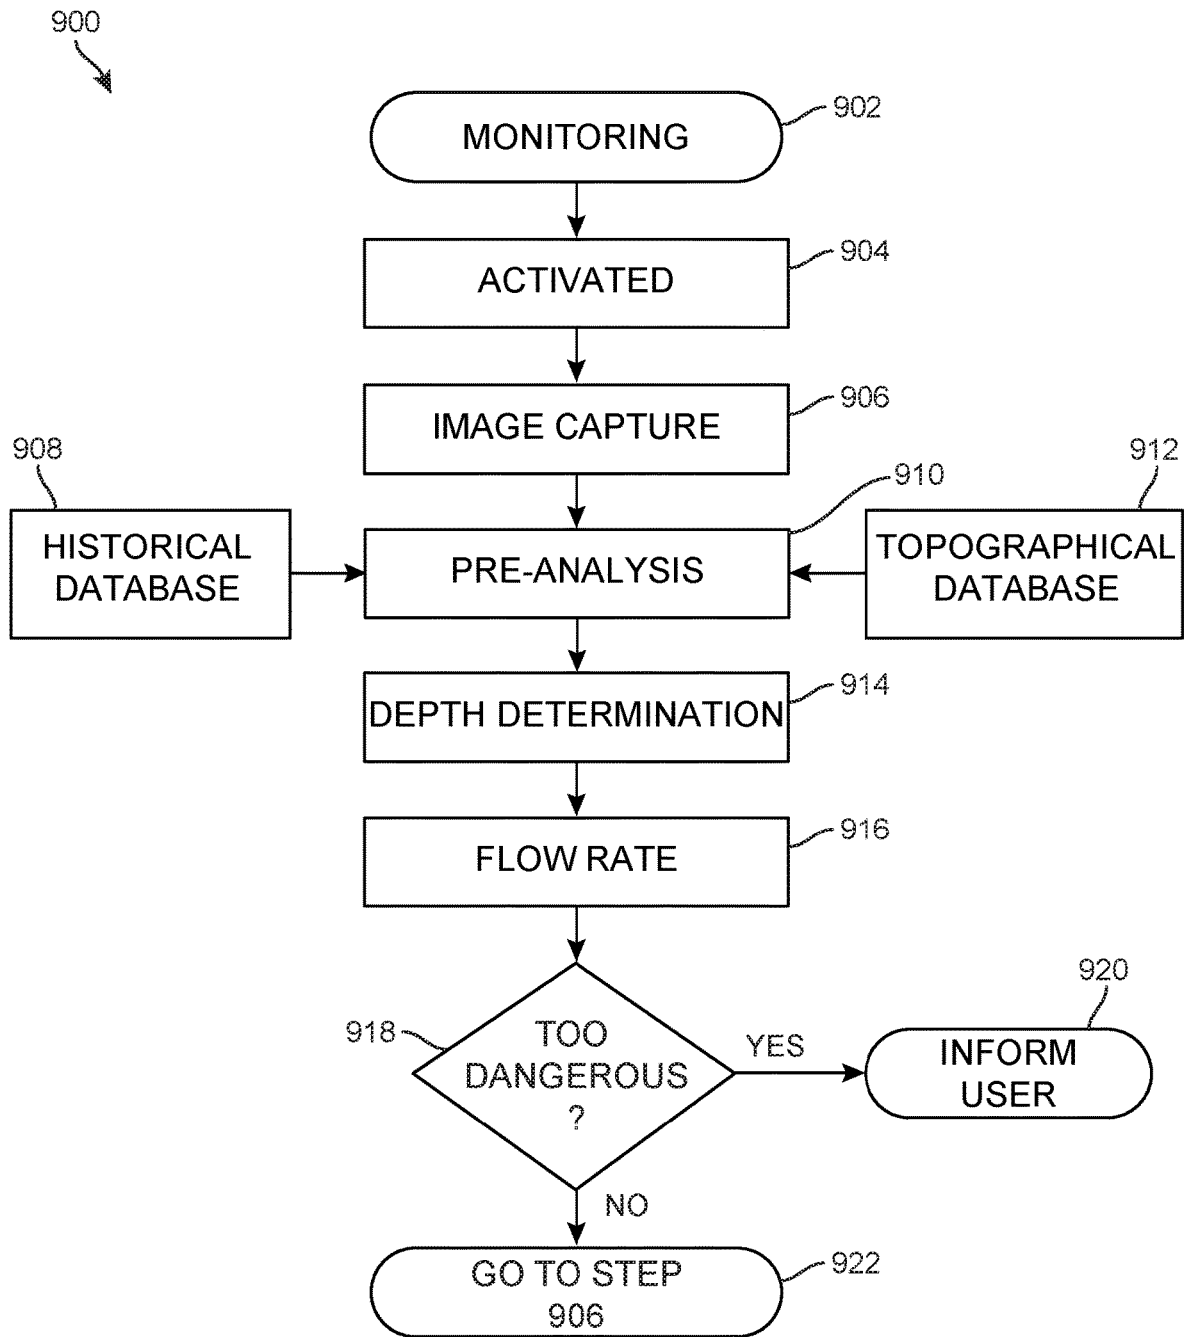 900
MONITORING
902
ACTIVATED
904
IMAGE CAPTURE
906
908
910
912
HISTORICAL
DATABASE
PRE-ANALYSIS
TOPOGRAPHICAL
DATABASE
DEPTH DETERMINATION
914
FLOW RATE
916
918
TOO
DANGEROUS
?
YES
920
INFORM
USER
NO
GO TO STEP
906
922